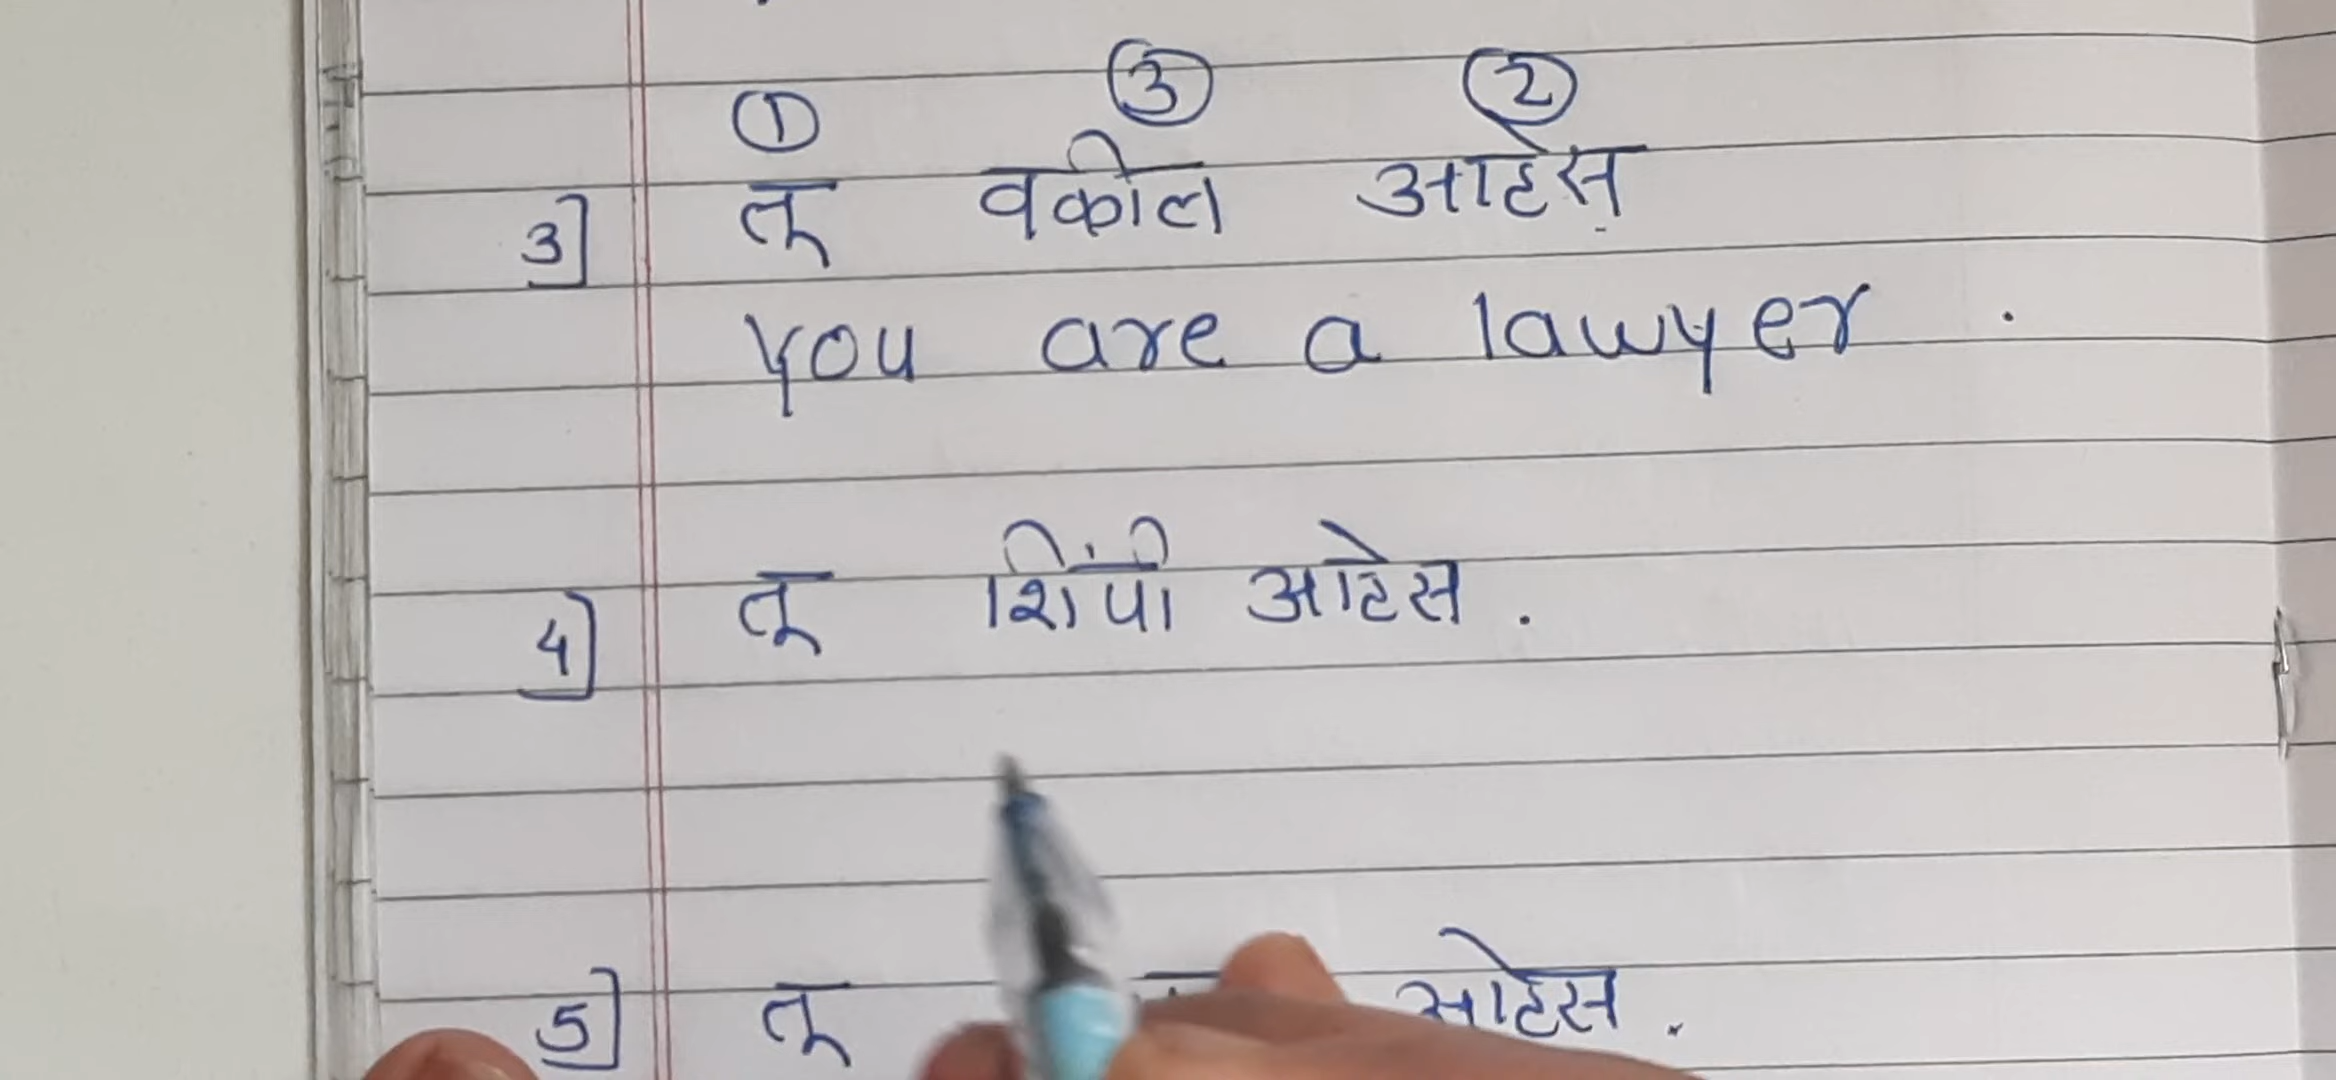 ① ③ ②
3] तू वकील आहेस
You are a lawyer .
4] तू शिंपी आहेस .
5] तू आहेस .